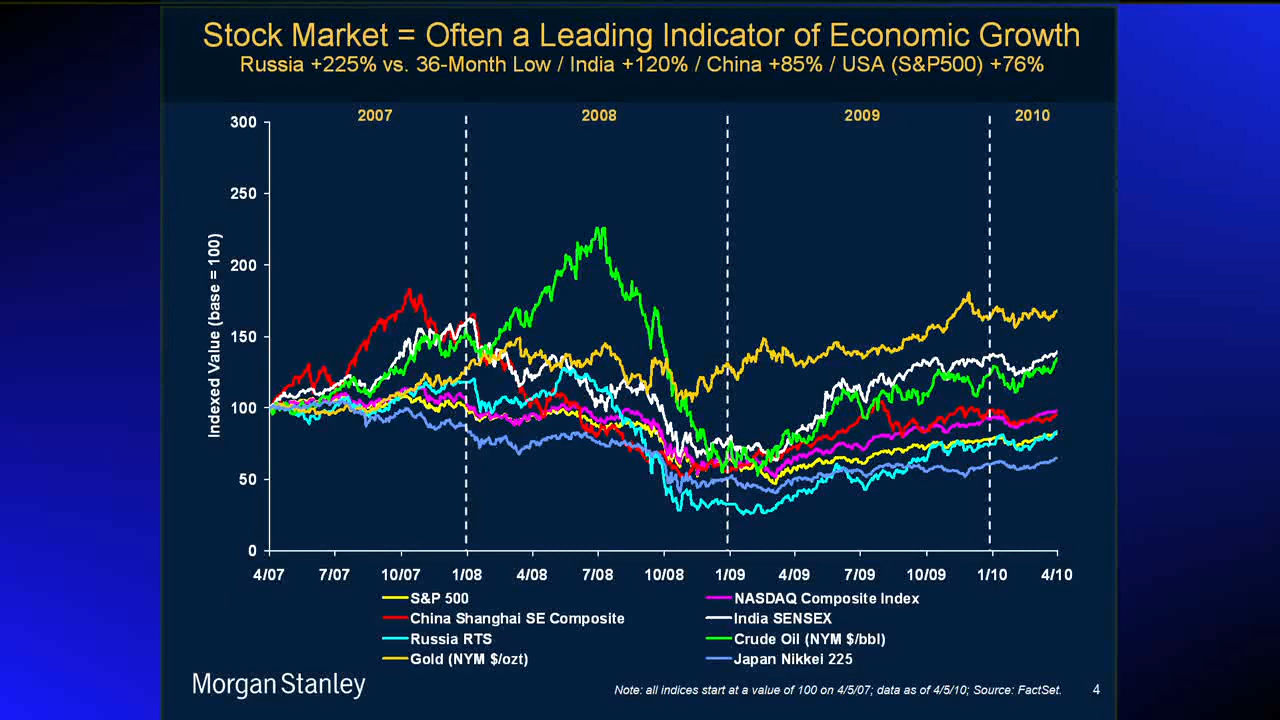 Stock Market = Often a Leading Indicator of Economic Growth
Russia +225% vs. 36-Month Low / India +120% / China +85% / USA (S&P500) +76%
2007 2008 2009 2010
Indexed Value (base = 100)
300
250
200
150
100
50
0
4/07 7/07 10/07 1/08 4/08 7/08 10/08 1/09 4/09 7/09 10/09 1/10 4/10
S&P 500 NASDAQ Composite Index
China Shanghai SE Composite India SENSEX
Russia RTS Crude Oil (NYM $/bbl)
Gold (NYM $/ozt) Japan Nikkei 225
Morgan Stanley
Note: all indices start at a value of 100 on 4/5/07; data as of 4/5/10; Source: FactSet. 4